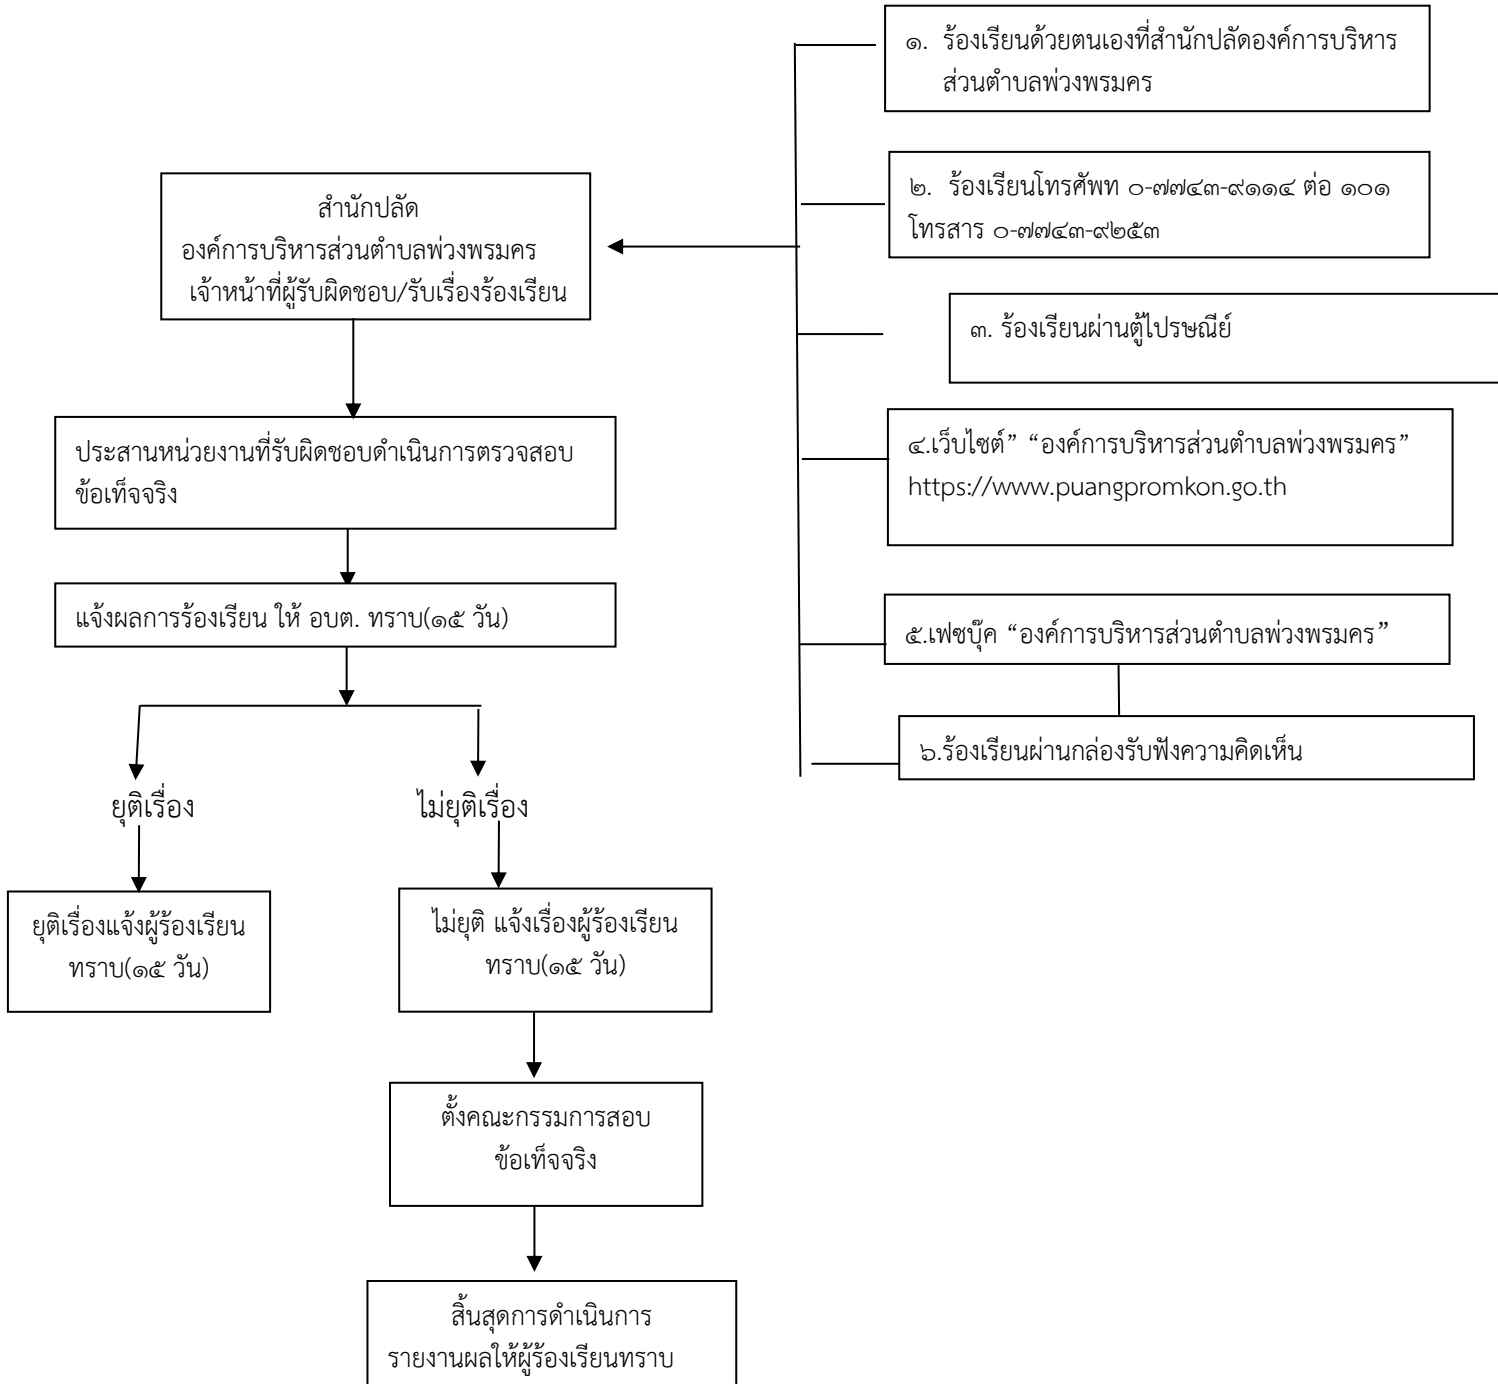 ๑. ร้องเรียนด้วยตนเองที่สำนักปลัดองค์การบริหาร
ส่วนตำบลพ่วงพรมคร
๒. ร้องเรียนโทรศัพท ๐-๗๗๔๓-๙๑๑๔ ต่อ ๑๐๑
โทรสาร ๐-๗๗๔๓-๙๒๕๓
๓. ร้องเรียนผ่านตู้ไปรษณีย์
๔.เว็บไซต์” “องค์การบริหารส่วนตำบลพ่วงพรมคร”
https://www.puangpromkon.go.th
๕.เฟซบุ๊ค “องค์การบริหารส่วนตำบลพ่วงพรมคร”
๖.ร้องเรียนผ่านกล่องรับฟังความคิดเห็น
สำนักปลัด
องค์การบริหารส่วนตำบลพ่วงพรมคร
เจ้าหน้าที่ผู้รับผิดชอบ/รับเรื่องร้องเรียน
ประสานหน่วยงานที่รับผิดชอบดำเนินการตรวจสอบ
ข้อเท็จจริง
แจ้งผลการร้องเรียน ให้ อบต. ทราบ(๑๕ วัน)
ยุติเรื่อง
ไม่ยุติเรื่อง
ยุติเรื่องแจ้งผู้ร้องเรียน
ทราบ(๑๕ วัน)
ไม่ยุติ แจ้งเรื่องผู้ร้องเรียน
ทราบ(๑๕ วัน)
ตั้งคณะกรรมการสอบ
ข้อเท็จจริง
สิ้นสุดการดำเนินการ
รายงานผลให้ผู้ร้องเรียนทราบ